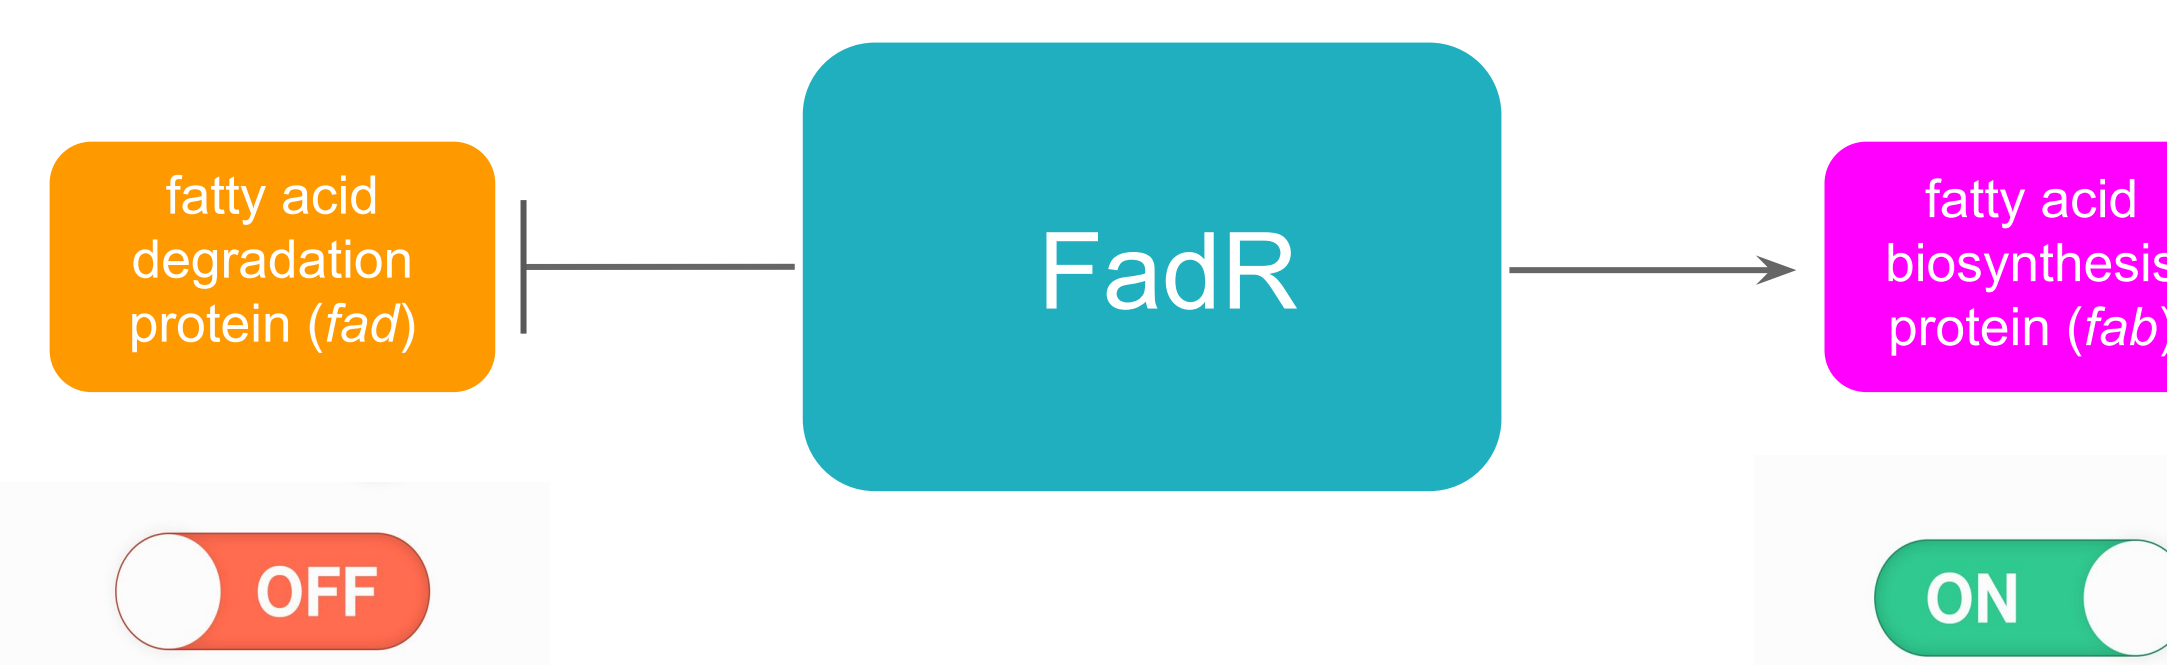 fatty acid
degradation
protein (fad)
FadR
fatty acid
biosynthesis
protein (fab)
OFF
ON